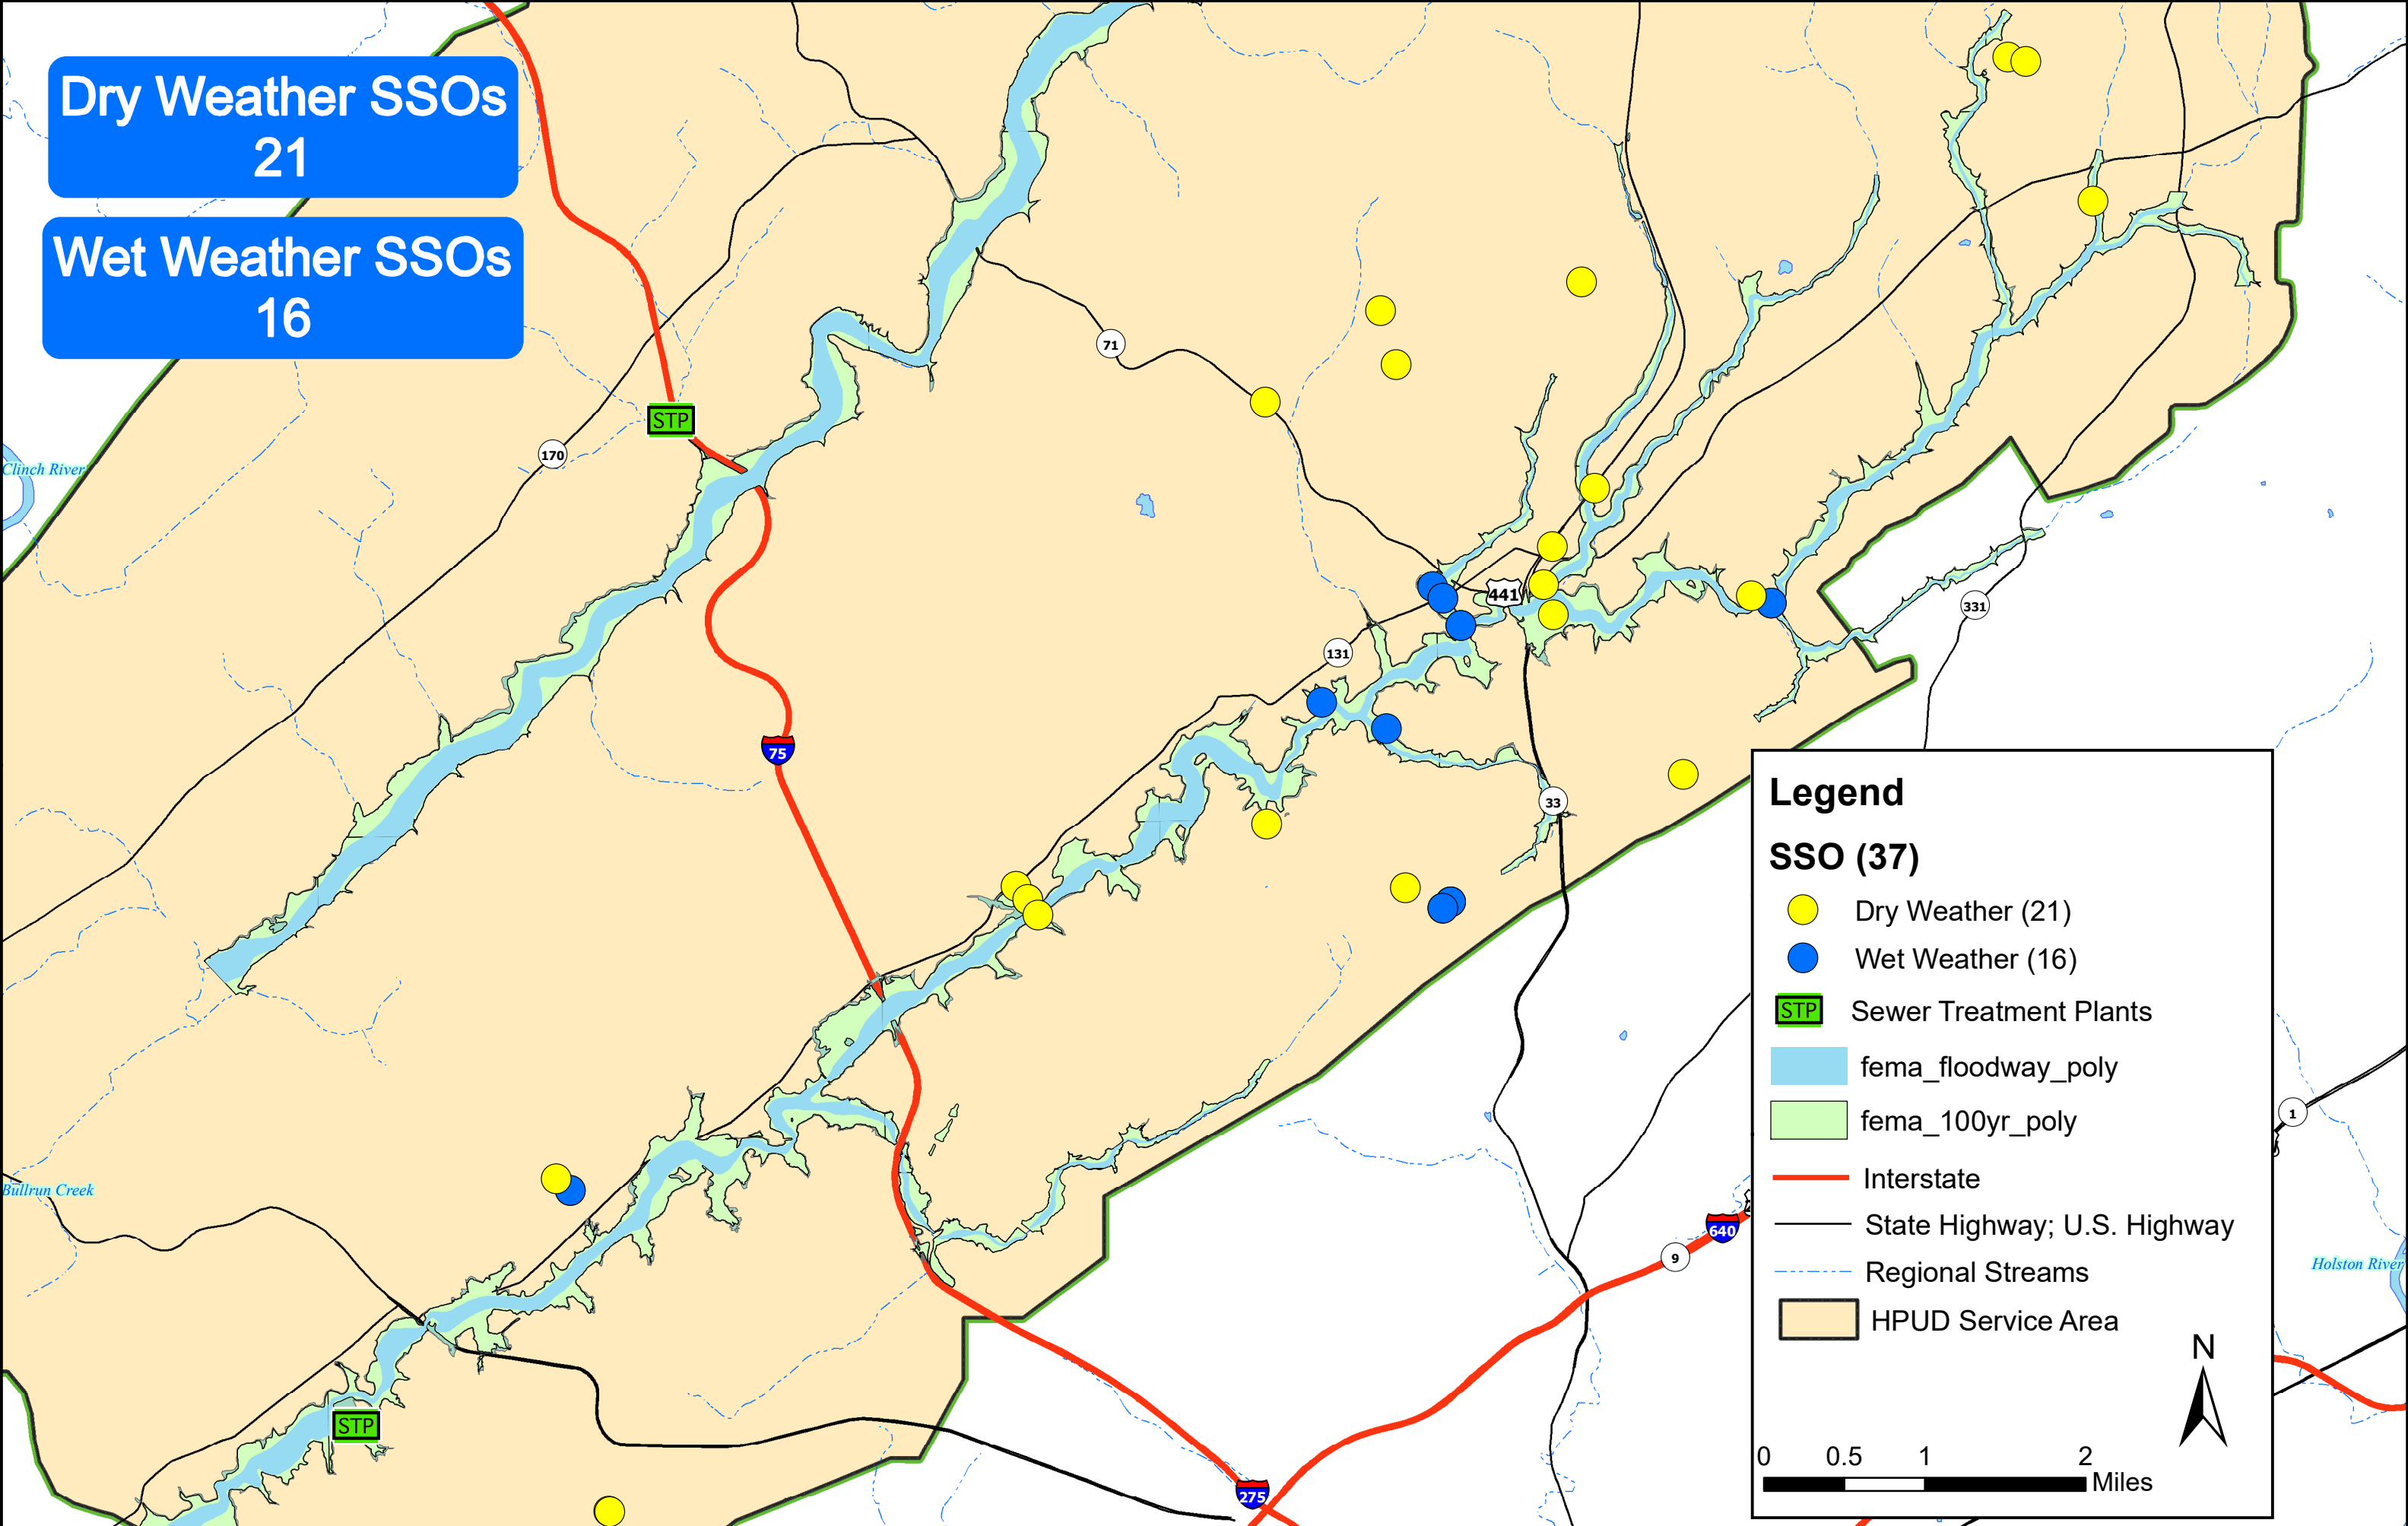 Dry Weather SSOs
21
Wet Weather SSOs
16
71
STP
170
Clinch River
441
331
131
75
33
Bullrun Creek
STP
275
9
640
1
Holston River
Legend
SSO (37)
Dry Weather (21)
Wet Weather (16)
STP Sewer Treatment Plants
fema_floodway_poly
fema_100yr_poly
Interstate
State Highway; U.S. Highway
Regional Streams
HPUD Service Area
N
0 0.5 1 2
Miles